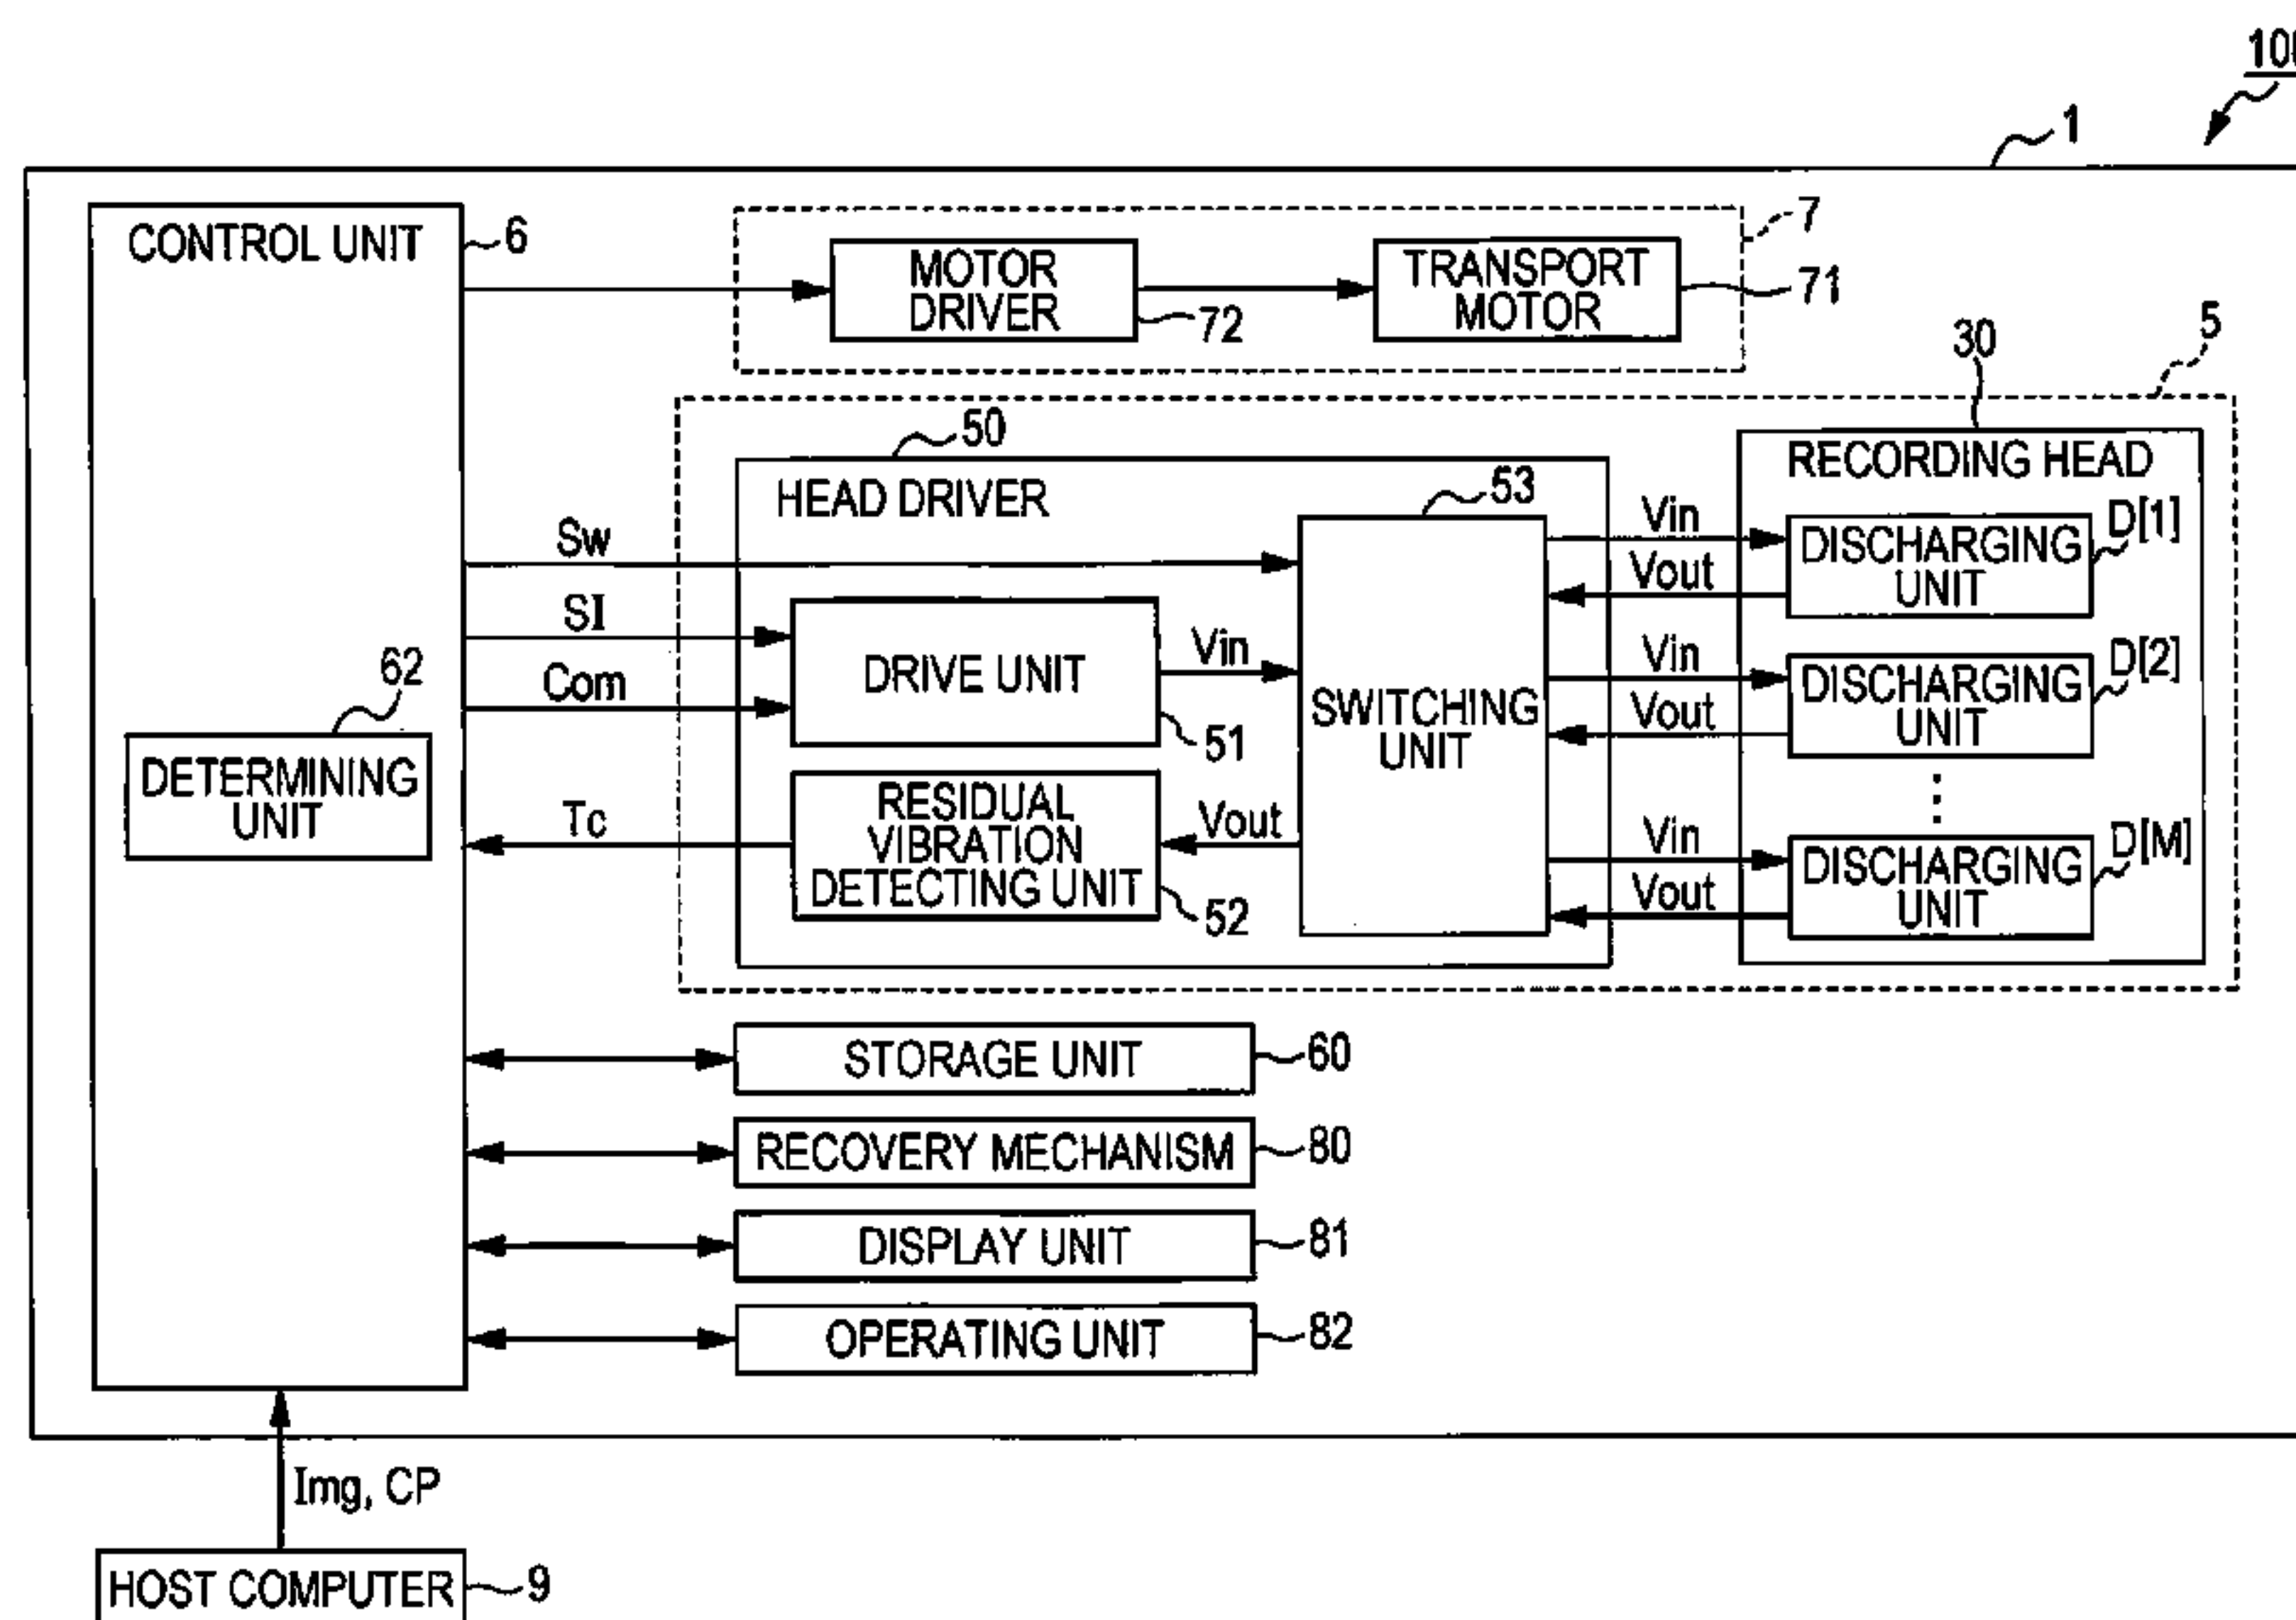 100
1
CONTROL UNIT
6
7
MOTOR
DRIVER
72
TRANSPORT
MOTOR
71
5
30
50
HEAD DRIVER
53
RECORDING HEAD
Sw
SI
Com
DRIVE UNIT
51
Vin
SWITCHING
UNIT
Vin
Vout
DISCHARGING
UNIT
D[1]
Vin
Vout
DISCHARGING
UNIT
D[2]
Vin
Vout
DISCHARGING
UNIT
D[M]
62
DETERMINING
UNIT
Tc
RESIDUAL
VIBRATION
DETECTING UNIT
52
Vout
STORAGE UNIT
60
RECOVERY MECHANISM
80
DISPLAY UNIT
81
OPERATING UNIT
82
Img, CP
HOST COMPUTER
9